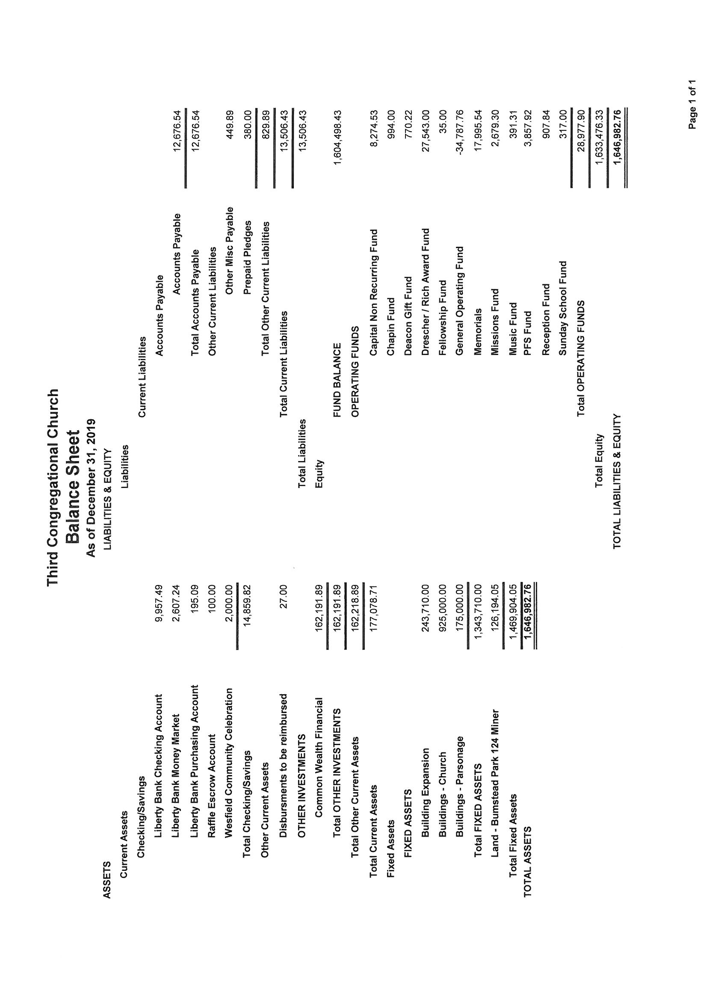 Third Congregational Church
Balance Sheet
As of December 31, 2019
ASSETS
Current Assets
Checking/Savings
Liberty Bank Checking Account 9,957.49
Liberty Bank Money Market 2,607.24
Liberty Bank Purchasing Account 195.09
Raffle Escrow Account 100.00
Wesfield Community Celebration 2,000.00
Total Checking/Savings 14,859.82
Other Current Assets
Disbursments to be reimbursed 27.00
OTHER INVESTMENTS
Common Wealth Financial 162,191.89
Total OTHER INVESTMENTS 162,191.89
Total Other Current Assets 162,218.89
Total Current Assets 177,078.71
Fixed Assets
FIXED ASSETS
Building Expansion 243,710.00
Buildings - Church 925,000.00
Buildings - Parsonage 175,000.00
Total FIXED ASSETS 1,343,710.00
Land - Bumstead Park 124 Miner 126,194.05
Total Fixed Assets 1,469,904.05
TOTAL ASSETS 1,646,982.76
LIABILITIES & EQUITY
Liabilities
Current Liabilities
Accounts Payable
Accounts Payable 12,676.54
Total Accounts Payable 12,676.54
Other Current Liabilities
Other Misc Payable 449.89
Prepaid Pledges 380.00
Total Other Current Liabilities 829.89
Total Current Liabilities 13,506.43
Total Liabilities 13,506.43
Equity
FUND BALANCE 1,604,498.43
OPERATING FUNDS
Capital Non Recurring Fund 8,274.53
Chapin Fund 994.00
Deacon Gift Fund 770.22
Drescher / Rich Award Fund 27,543.00
Fellowship Fund 35.00
General Operating Fund -34,787.76
Memorials 17,995.54
Missions Fund 2,679.30
Music Fund 391.31
PFS Fund 3,857.92
Reception Fund 907.84
Sunday School Fund 317.00
Total OPERATING FUNDS 28,977.90
Total Equity 1,633,476.33
TOTAL LIABILITIES & EQUITY 1,646,982.76
Page 1 of 1